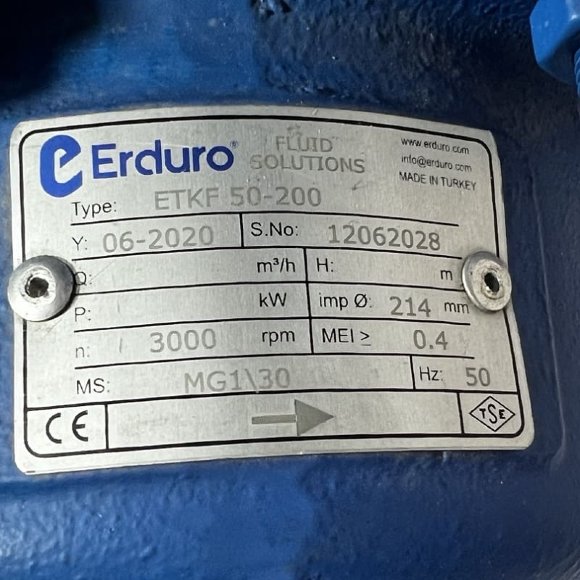 e Erduro® FLUID SOLUTIONS
www.erduro.com
info@erduro.com
MADE IN TURKEY
Type: ETKF 50-200
Y: 06-2020 S.No: 12062028
Q: m³/h H: m
P: kW imp Ø: 214 mm
n: 3000 rpm MEI ≥ 0.4
MS: MG1\30 Hz: 50
CE TSE